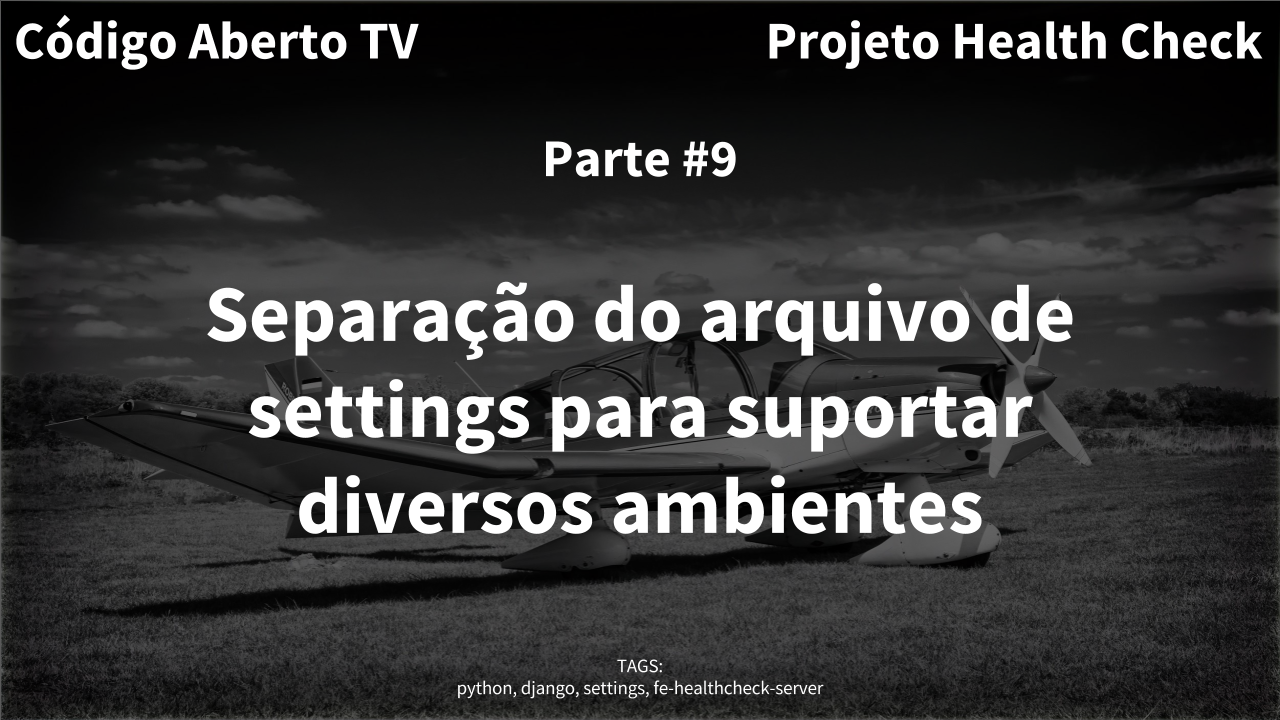 Código Aberto TV
Projeto Health Check
Parte #9
Separação do arquivo de
settings para suportar
diversos ambientes
TAGS:
python, django, settings, fe-healthcheck-server